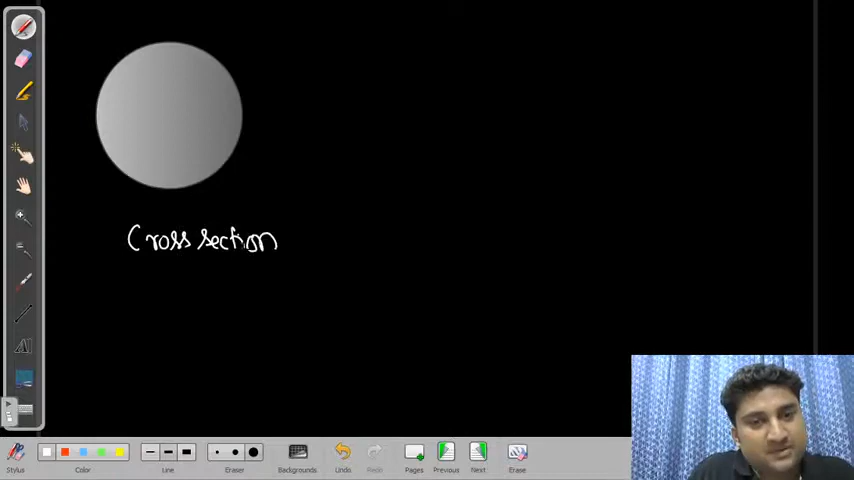 Cross section
Stylus
Color
Line
Eraser
Backgrounds
Undo
Redo
Pages
Previous
Next
Erase